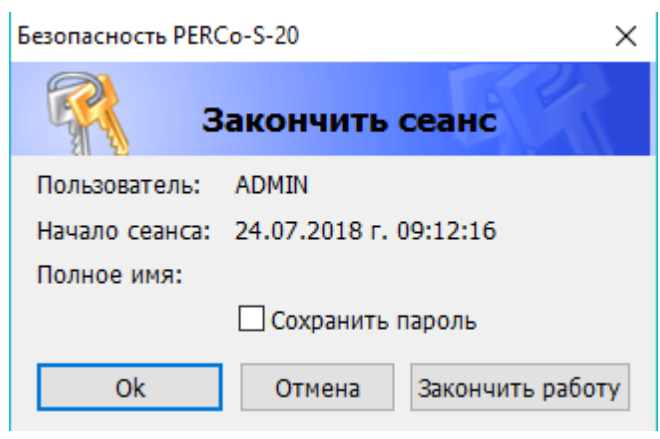 Безопасность PERCo-S-20
Закончить сеанс
Пользователь: ADMIN
Начало сеанса: 24.07.2018 г. 09:12:16
Полное имя:
Сохранить пароль
Ok Отмена Закончить работу